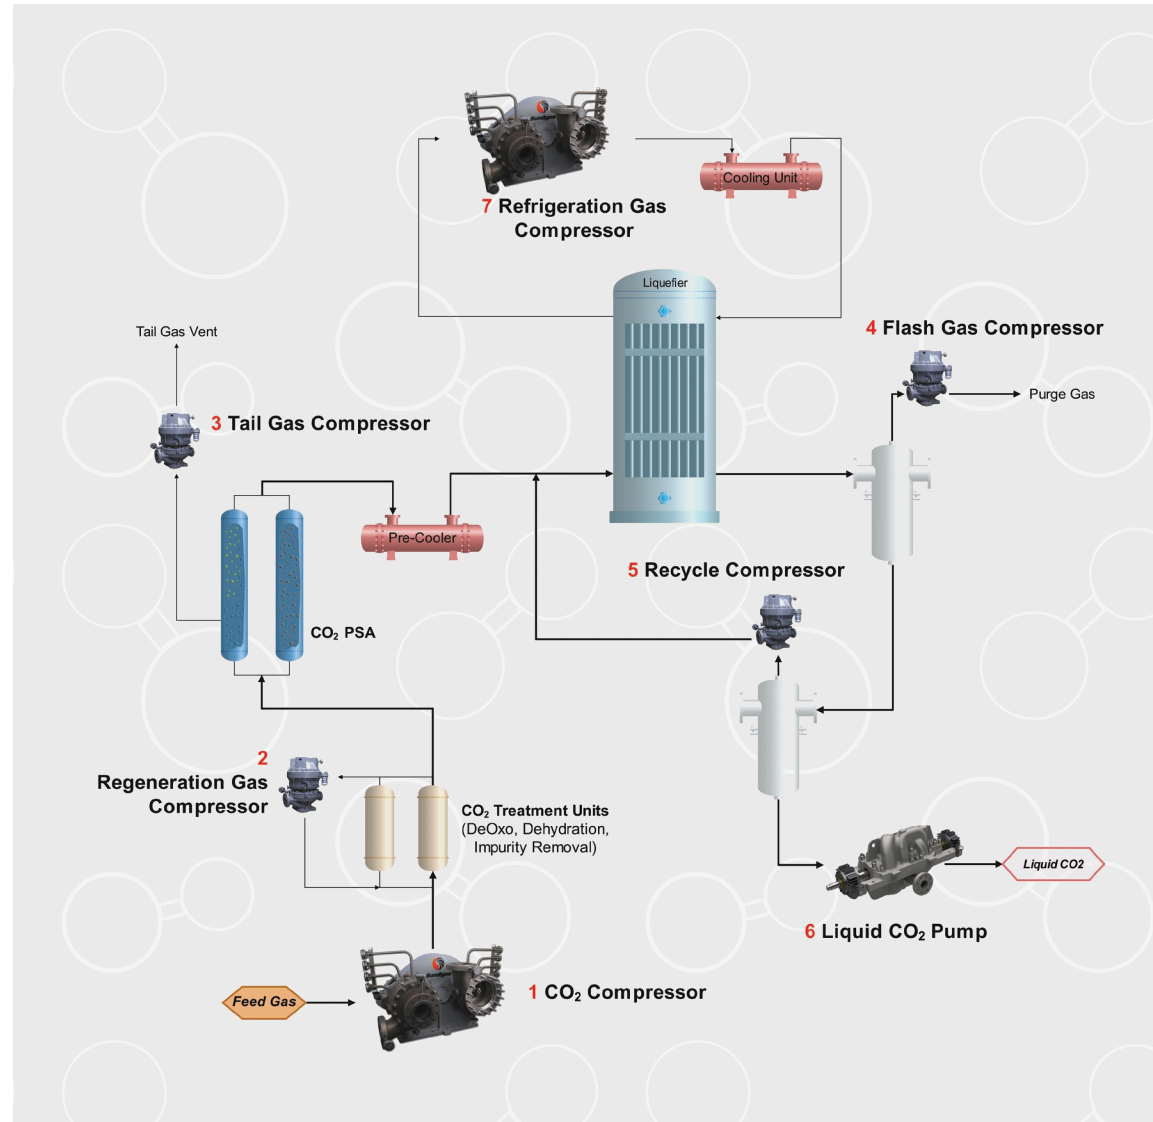 7 Refrigeration Gas
Compressor
Cooling Unit
Liquefier
4 Flash Gas Compressor
Purge Gas
Tail Gas Vent
3 Tail Gas Compressor
Pre-Cooler
5 Recycle Compressor
CO₂ PSA
2
Regeneration Gas
Compressor
CO₂ Treatment Units
(DeOxo, Dehydration,
Impurity Removal)
Liquid CO2
6 Liquid CO₂ Pump
Feed Gas
1 CO₂ Compressor